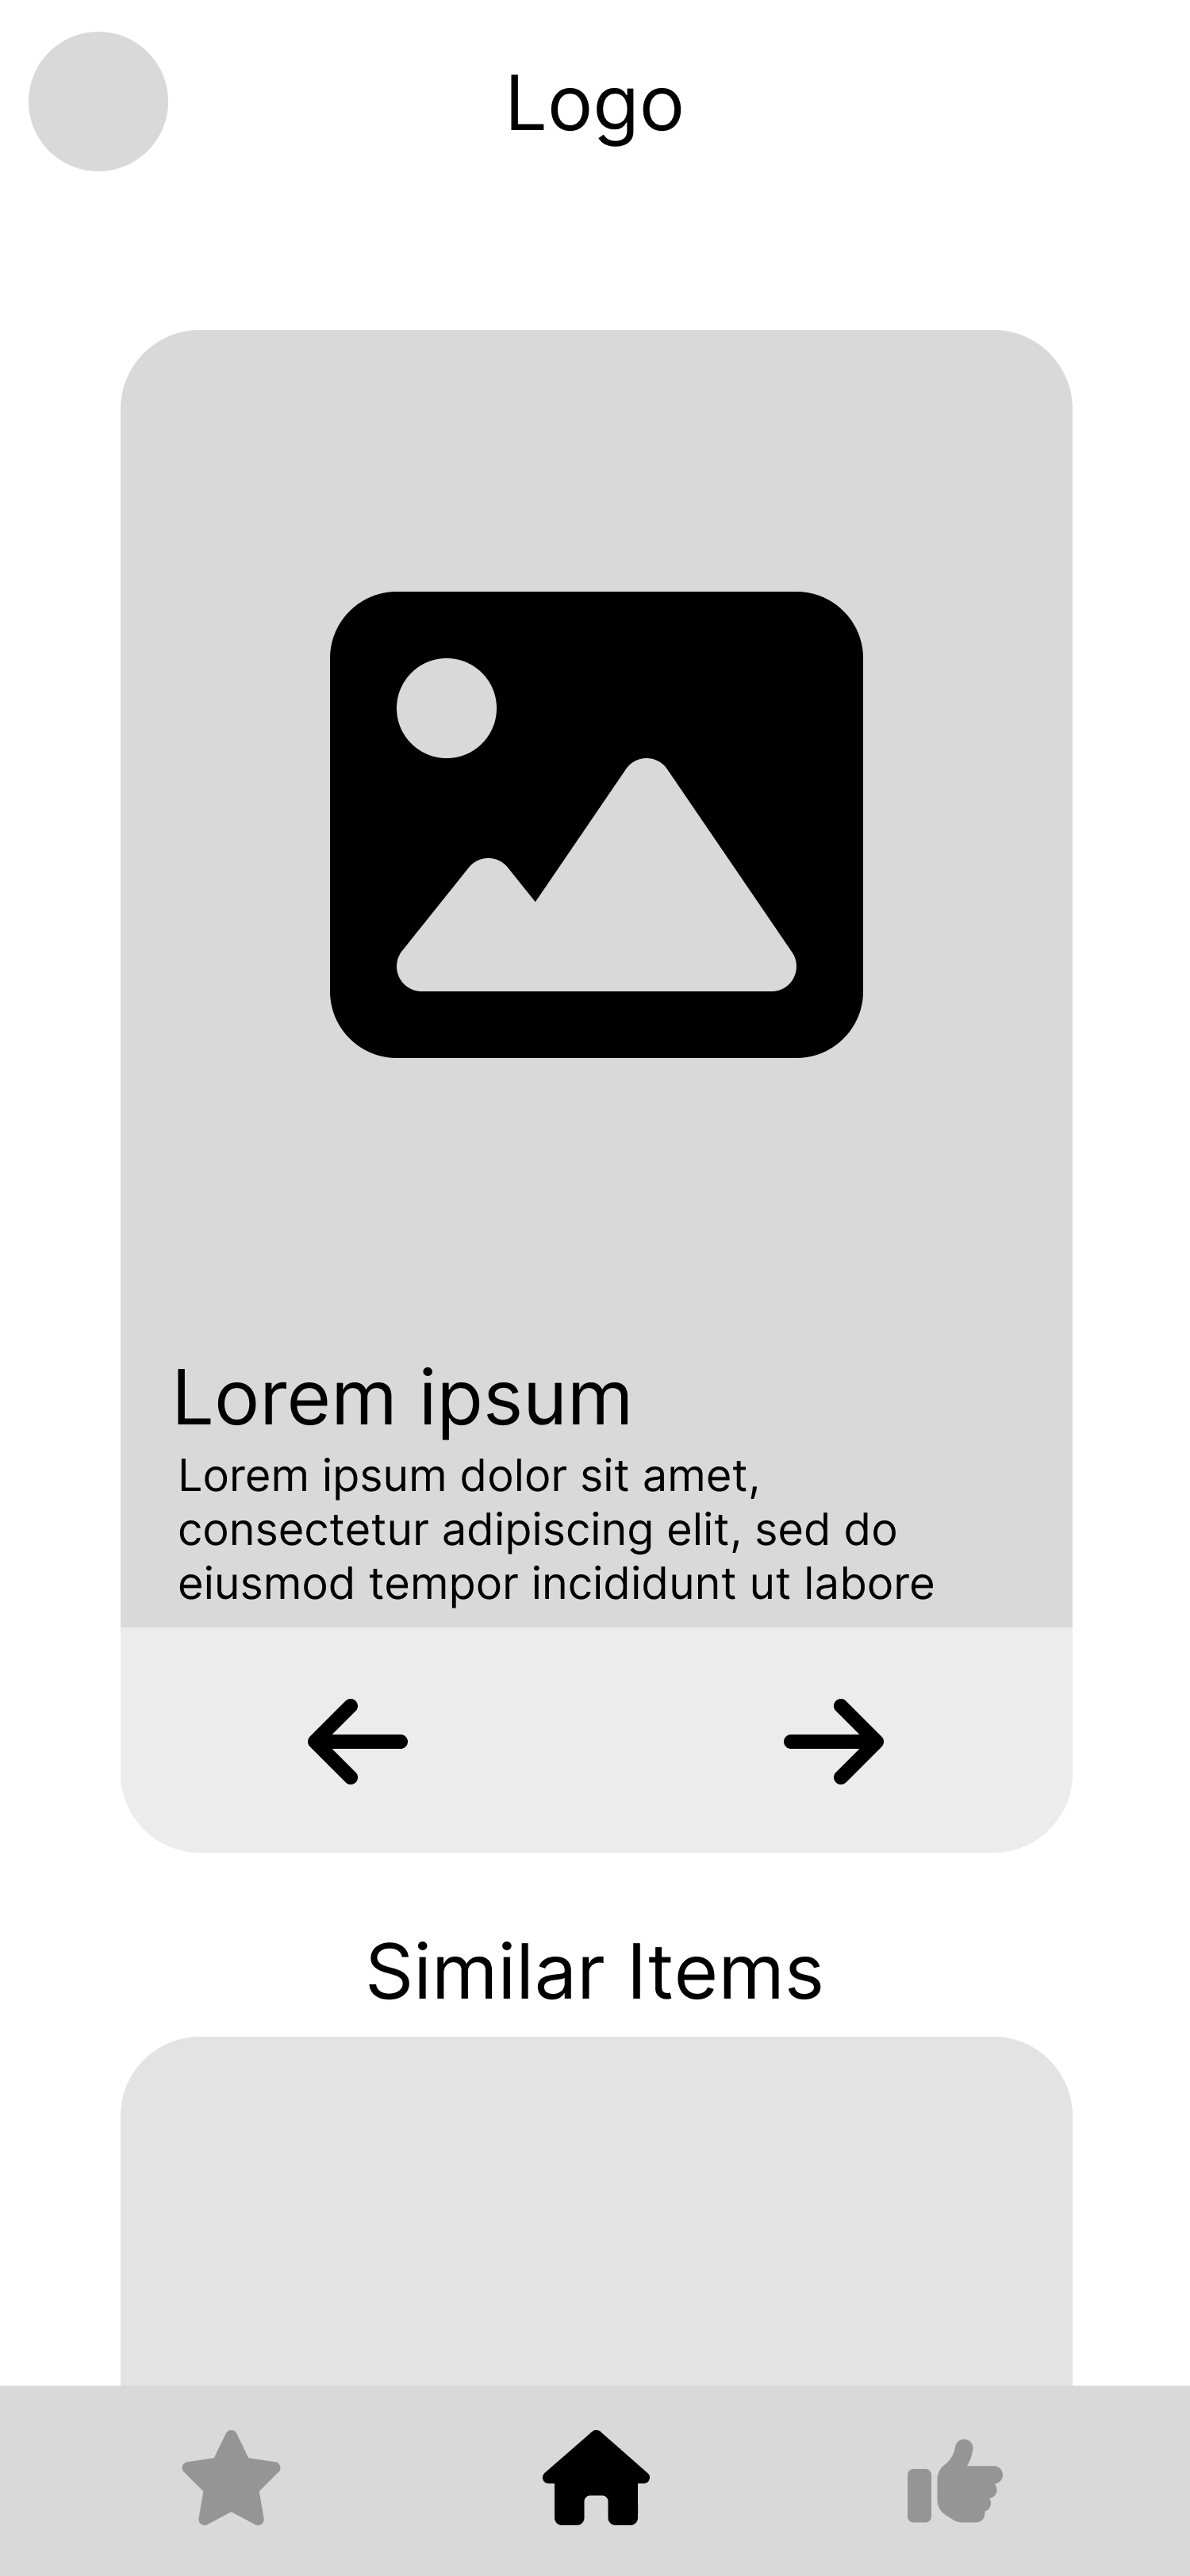 Logo
Lorem ipsum
Lorem ipsum dolor sit amet,
consectetur adipiscing elit, sed do
eiusmod tempor incididunt ut labore
Similar Items